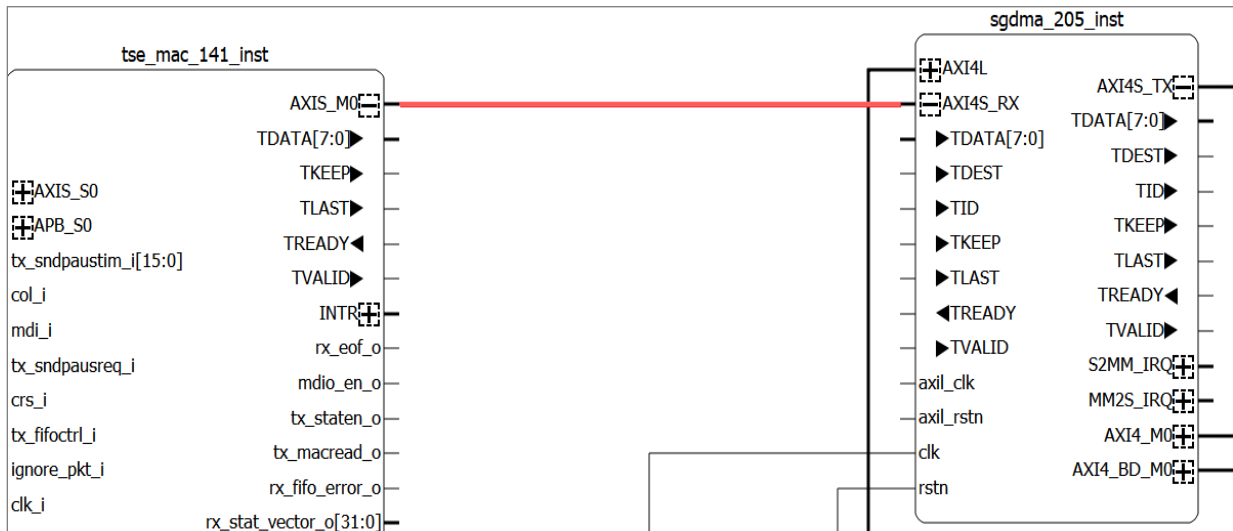 tse_mac_141_inst
AXIS_M0
TDATA[7:0]
TKEEP
AXIS_S0
TLAST
APB_S0
TREADY
tx_sndpaustim_i[15:0]
TVALID
col_i
INTR
mdi_i
rx_eof_o
tx_sndpausreq_i
mdio_en_o
crs_i
tx_staten_o
tx_fifoctrl_i
tx_macread_o
ignore_pkt_i
rx_fifo_error_o
clk_i
rx_stat_vector_o[31:0]
sgdma_205_inst
AXI4L
AXI4S_RX
TDATA[7:0]
TDEST
TID
TKEEP
TLAST
TREADY
TVALID
axil_clk
axil_rstn
clk
rstn
AXI4S_TX
TDATA[7:0]
TDEST
TID
TKEEP
TLAST
TREADY
TVALID
S2MM_IRQ
MM2S_IRQ
AXI4_M0
AXI4_BD_M0